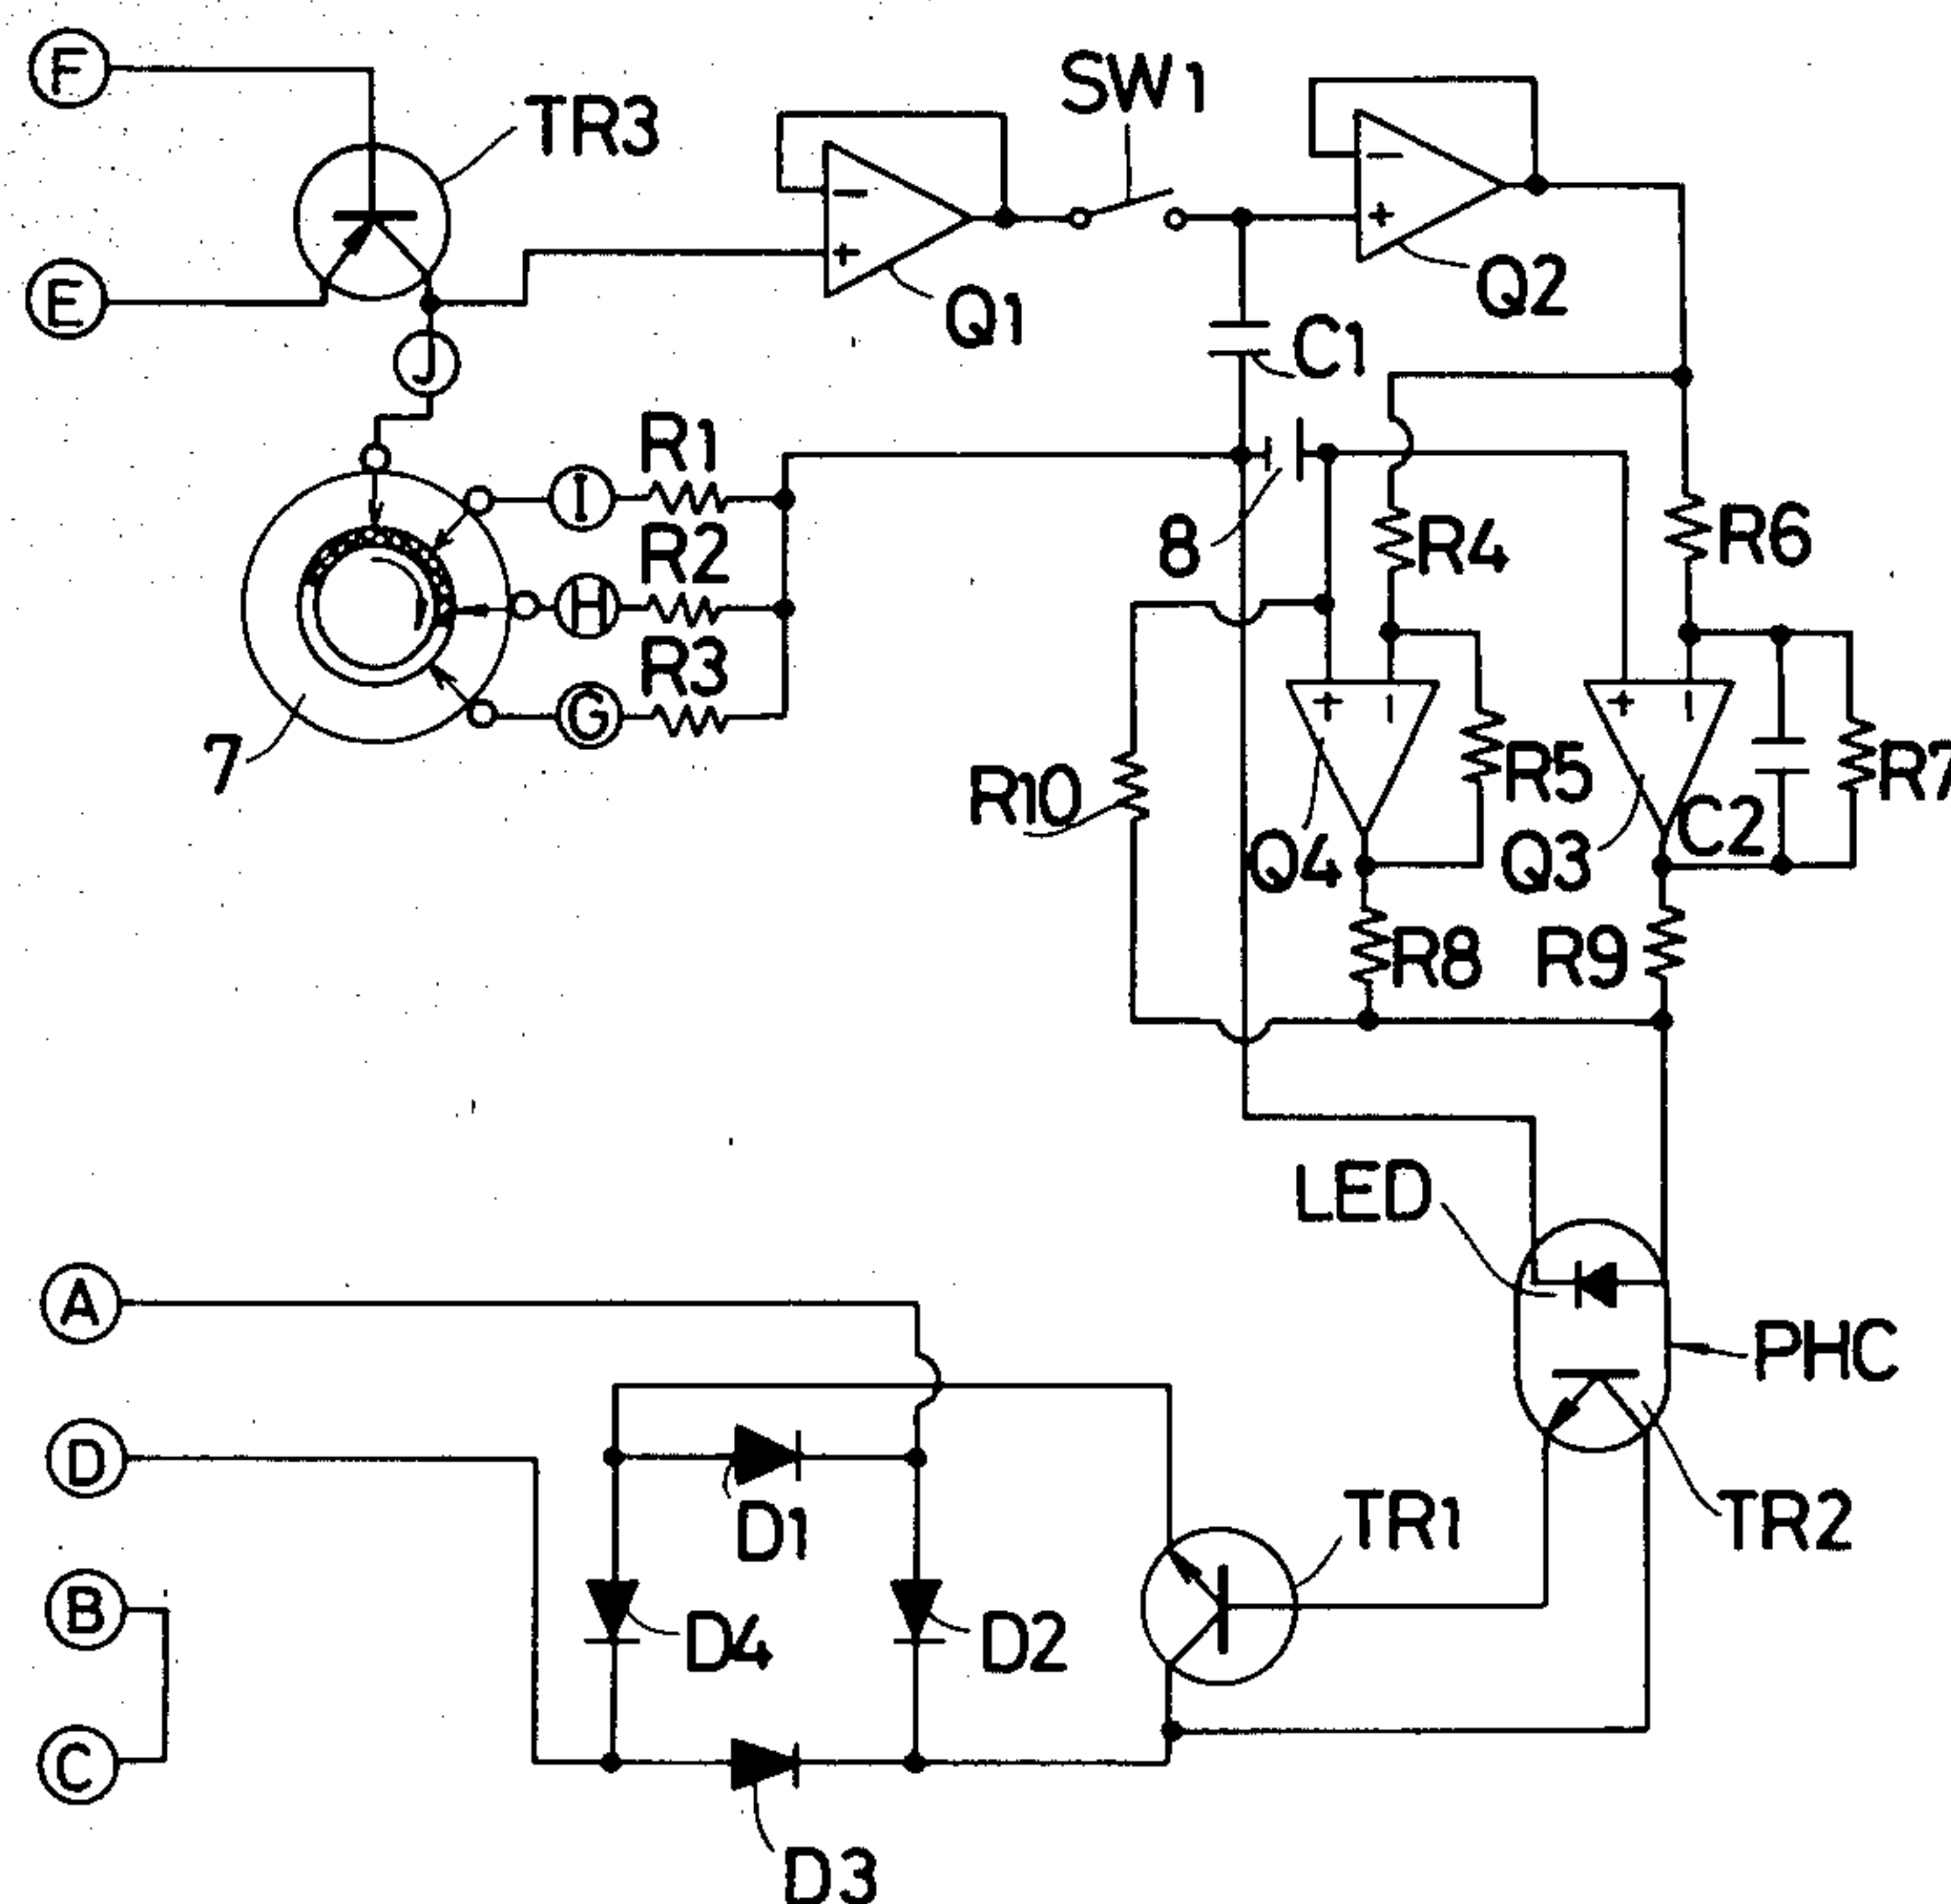 F
TR3
SW1
E
Q1
Q2
J
C1
R1
I
8
R4
R6
R2
H
R3
G
7
R10
R5
R7
Q4
Q3
C2
R8
R9
LED
A
PHC
D
D1
TR1
TR2
B
D4
D2
C
D3